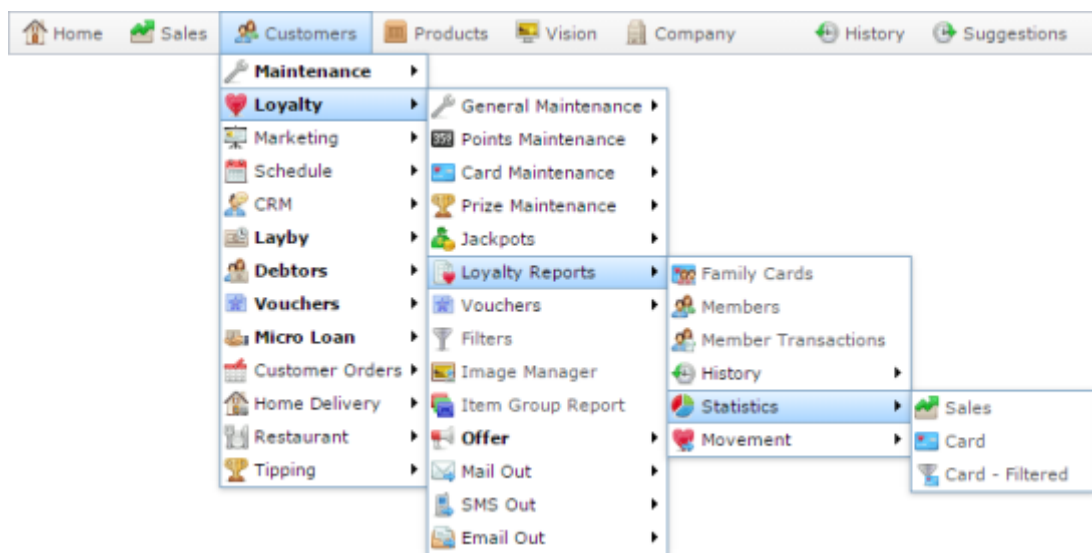 Home Sales Customers Products Vision Company History Suggestions
Maintenance
Loyalty
Marketing
Schedule
CRM
Layby
Debtors
Vouchers
Micro Loan
Customer Orders
Home Delivery
Restaurant
Tipping
General Maintenance
Points Maintenance
Card Maintenance
Prize Maintenance
Jackpots
Loyalty Reports
Vouchers
Filters
Image Manager
Item Group Report
Offer
Mail Out
SMS Out
Email Out
Family Cards
Members
Member Transactions
History
Statistics
Movement
Sales
Card
Card - Filtered